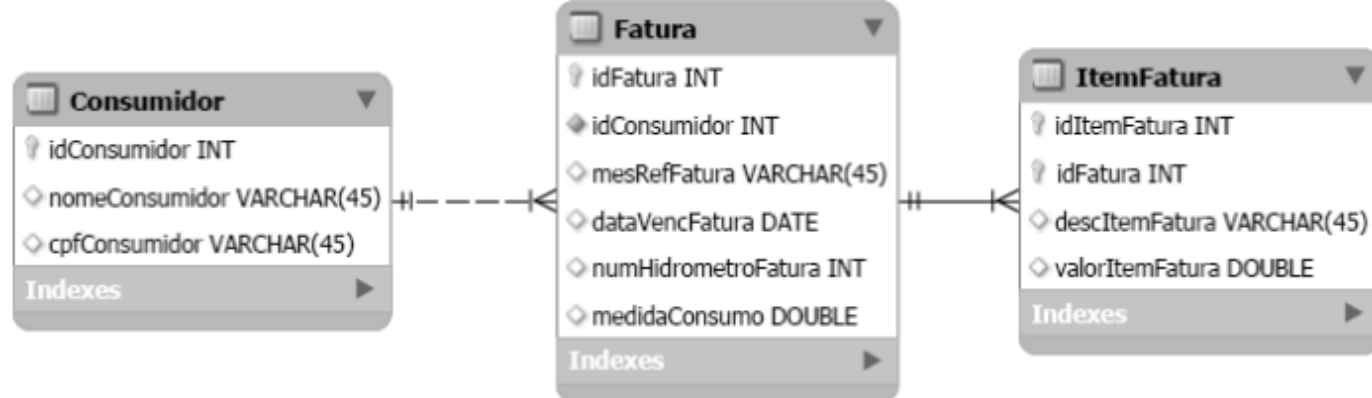 Consumidor
idConsumidor INT
nomeConsumidor VARCHAR(45)
cpfConsumidor VARCHAR(45)
Indexes
Fatura
idFatura INT
idConsumidor INT
mesRefFatura VARCHAR(45)
dataVencFatura DATE
numHidrometroFatura INT
medidaConsumo DOUBLE
Indexes
ItemFatura
idItemFatura INT
idFatura INT
descItemFatura VARCHAR(45)
valorItemFatura DOUBLE
Indexes